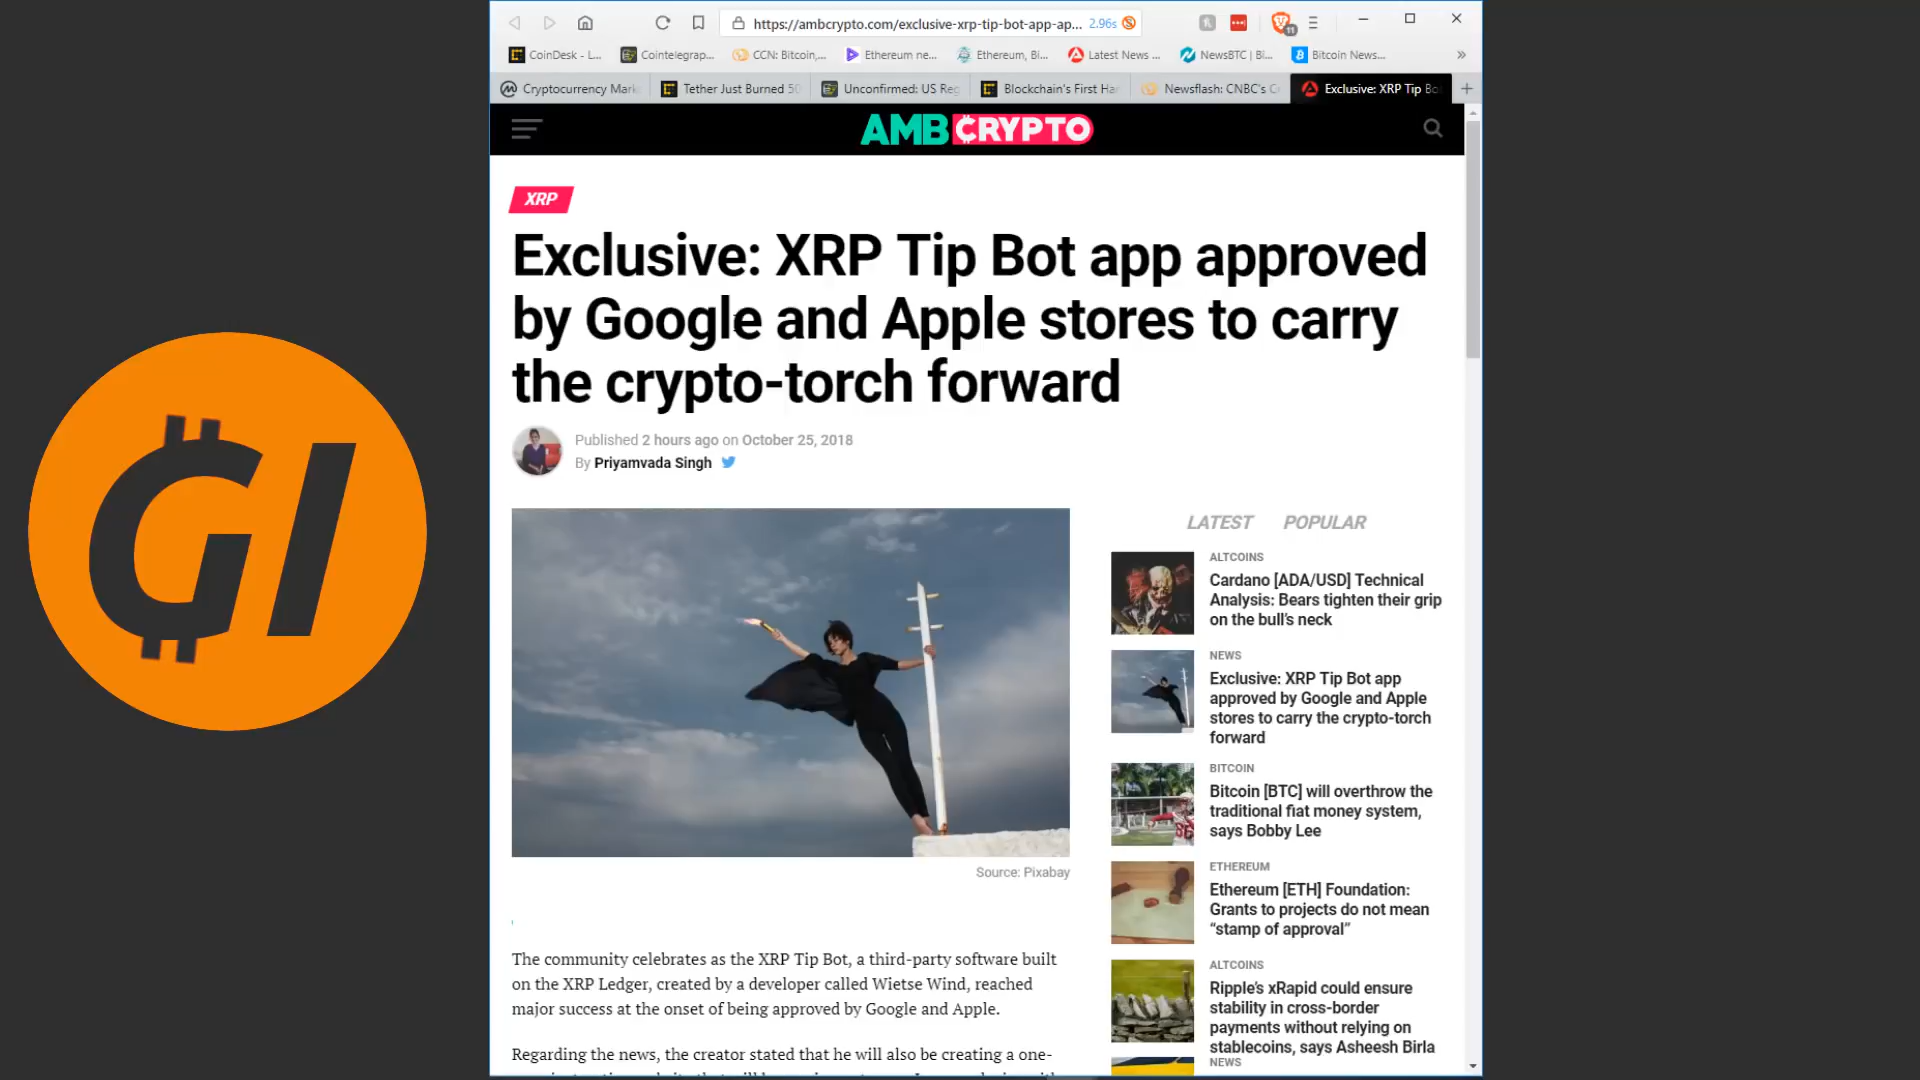 https://ambcrypto.com/exclusive-xrp-tip-bot-app-ap... 2.96s
11
CoinDesk - L... Cointelegrap... CCN: Bitcoin,... Ethereum ne... Ethereum, Bi... Latest News ... NewsBTC | Bi... Bitcoin News...
Cryptocurrency Mark Tether Just Burned 50 Unconfirmed: US Reg Blockchain's First Ha Newsflash: CNBC's C Exclusive: XRP Tip Bo
AMBCRYPTO
XRP
Exclusive: XRP Tip Bot app approved
by Google and Apple stores to carry
the crypto-torch forward
Published 2 hours ago on October 25, 2018
By Priyamvada Singh
GI
Source: Pixabay
The community celebrates as the XRP Tip Bot, a third-party software built
on the XRP Ledger, created by a developer called Wietse Wind, reached
major success at the onset of being approved by Google and Apple.
Regarding the news, the creator stated that he will also be creating a one-
LATEST POPULAR
ALTCOINS
Cardano [ADA/USD] Technical
Analysis: Bears tighten their grip
on the bull's neck
NEWS
Exclusive: XRP Tip Bot app
approved by Google and Apple
stores to carry the crypto-torch
forward
BITCOIN
Bitcoin [BTC] will overthrow the
traditional fiat money system,
says Bobby Lee
ETHEREUM
Ethereum [ETH] Foundation:
Grants to projects do not mean
“stamp of approval”
ALTCOINS
Ripple's xRapid could ensure
stability in cross-border
payments without relying on
stablecoins, says Asheesh Birla
NEWS